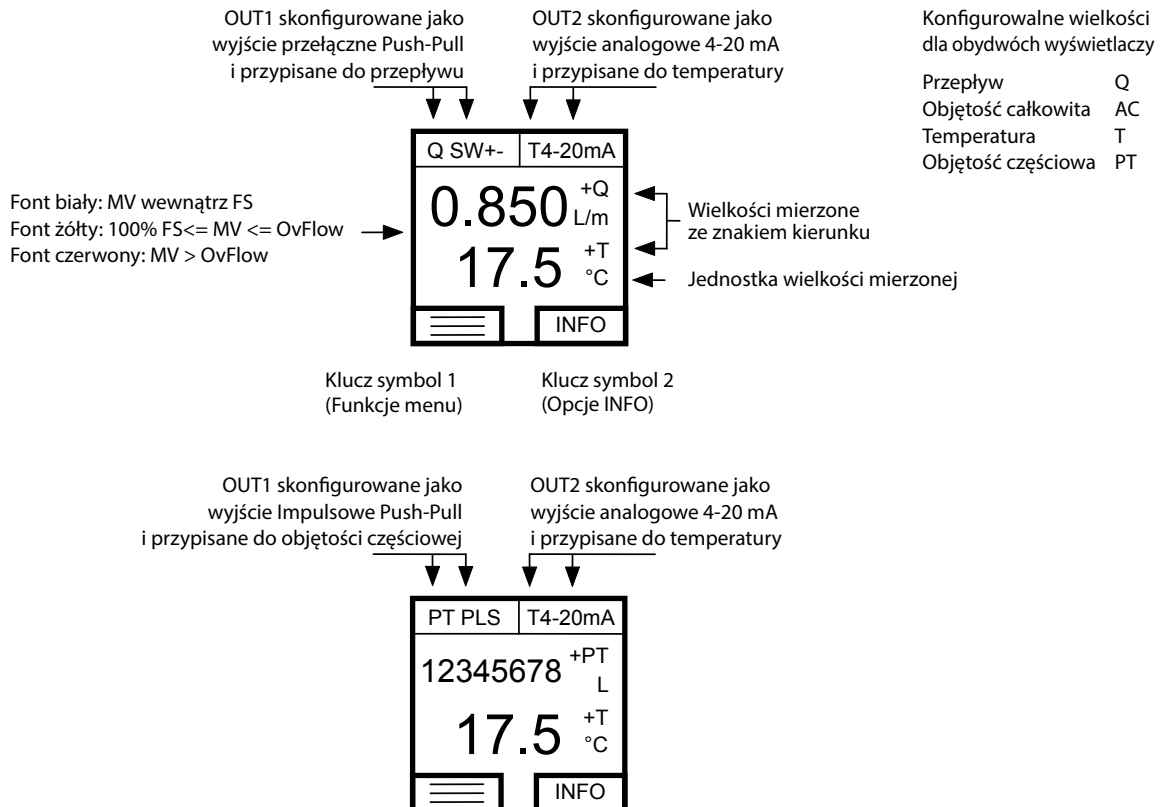 OUT1 skonfigurowane jako
wyjście przełączne Push-Pull
i przypisane do przepływu
OUT2 skonfigurowane jako
wyjście analogowe 4-20 mA
i przypisane do temperatury
Konfigurowalne wielkości
dla obydwóch wyświetlaczy
Przepływ Q
Objętość całkowita AC
Temperatura T
Objętość częściowa PT
Q SW+- T4-20mA
0.850 +Q
L/m
17.5 +T
°C
INFO
Font biały: MV wewnątrz FS
Font żółty: 100% FS<= MV <= OvFlow
Font czerwony: MV > OvFlow
Wielkości mierzone
ze znakiem kierunku
Jednostka wielkości mierzonej
Klucz symbol 1
(Funkcje menu)
Klucz symbol 2
(Opcje INFO)
OUT1 skonfigurowane jako
wyjście Impulsowe Push-Pull
i przypisane do objętości częściowej
OUT2 skonfigurowane jako
wyjście analogowe 4-20 mA
i przypisane do temperatury
PT PLS T4-20mA
12345678 +PT
L
17.5 +T
°C
INFO